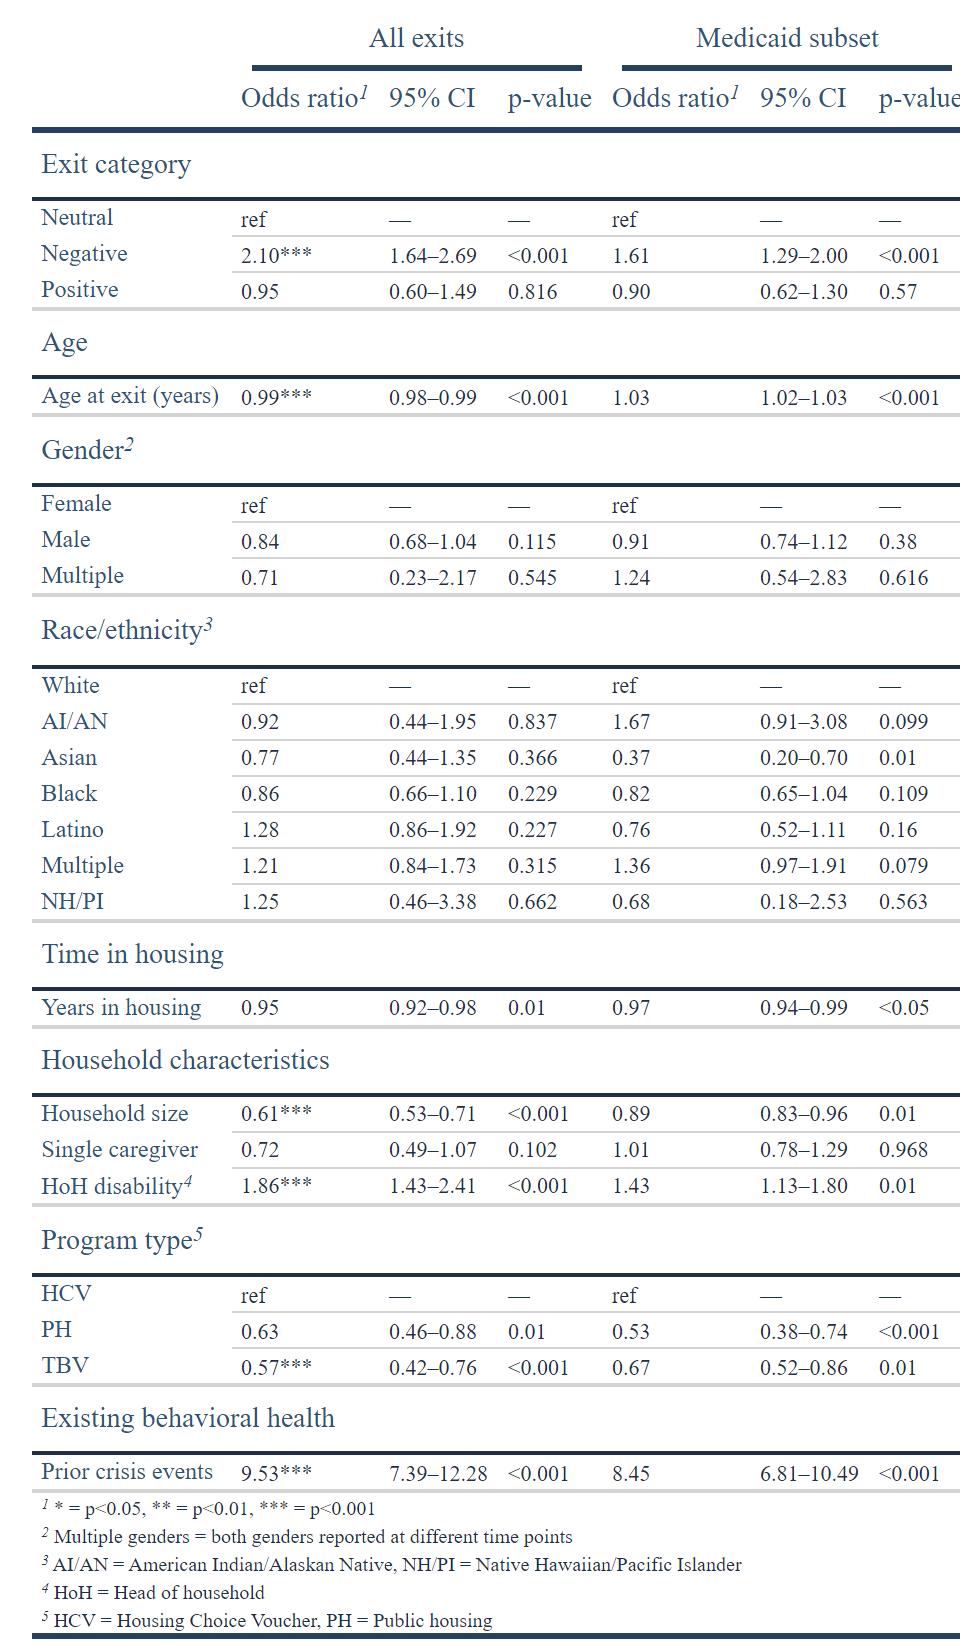 All exits Medicaid subset
Odds ratio1 95% CI p-value Odds ratio1 95% CI p-value
Exit category
Neutral ref — — ref — —
Negative 2.10*** 1.64–2.69 <0.001 1.61 1.29–2.00 <0.001
Positive 0.95 0.60–1.49 0.816 0.90 0.62–1.30 0.57
Age
Age at exit (years) 0.99*** 0.98–0.99 <0.001 1.03 1.02–1.03 <0.001
Gender2
Female ref — — ref — —
Male 0.84 0.68–1.04 0.115 0.91 0.74–1.12 0.38
Multiple 0.71 0.23–2.17 0.545 1.24 0.54–2.83 0.616
Race/ethnicity3
White ref — — ref — —
AI/AN 0.92 0.44–1.95 0.837 1.67 0.91–3.08 0.099
Asian 0.77 0.44–1.35 0.366 0.37 0.20–0.70 0.01
Black 0.86 0.66–1.10 0.229 0.82 0.65–1.04 0.109
Latino 1.28 0.86–1.92 0.227 0.76 0.52–1.11 0.16
Multiple 1.21 0.84–1.73 0.315 1.36 0.97–1.91 0.079
NH/PI 1.25 0.46–3.38 0.662 0.68 0.18–2.53 0.563
Time in housing
Years in housing 0.95 0.92–0.98 0.01 0.97 0.94–0.99 <0.05
Household characteristics
Household size 0.61*** 0.53–0.71 <0.001 0.89 0.83–0.96 0.01
Single caregiver 0.72 0.49–1.07 0.102 1.01 0.78–1.29 0.968
HoH disability4 1.86*** 1.43–2.41 <0.001 1.43 1.13–1.80 0.01
Program type5
HCV ref — — ref — —
PH 0.63 0.46–0.88 0.01 0.53 0.38–0.74 <0.001
TBV 0.57*** 0.42–0.76 <0.001 0.67 0.52–0.86 0.01
Existing behavioral health
Prior crisis events 9.53*** 7.39–12.28 <0.001 8.45 6.81–10.49 <0.001
1 * = p<0.05, ** = p<0.01, *** = p<0.001
2 Multiple genders = both genders reported at different time points
3 AI/AN = American Indian/Alaskan Native, NH/PI = Native Hawaiian/Pacific Islander
4 HoH = Head of household
5 HCV = Housing Choice Voucher, PH = Public housing